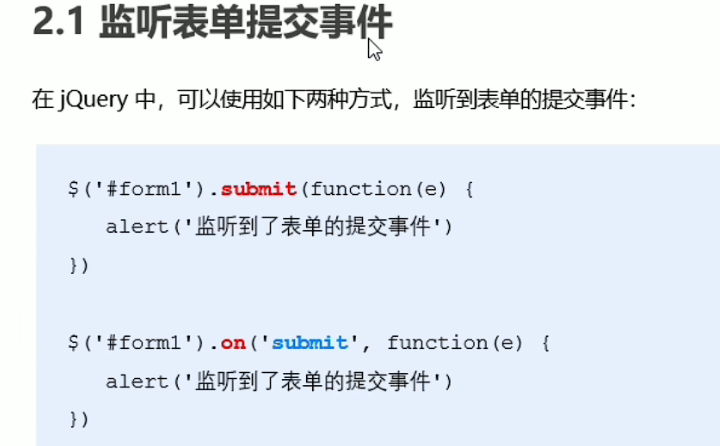 2.1 监听表单提交事件
在 jQuery 中，可以使用如下两种方式，监听到表单的提交事件：
$('#form1').submit(function(e) {
alert('监听到了表单的提交事件')
})
$('#form1').on('submit', function(e) {
alert('监听到了表单的提交事件')
})